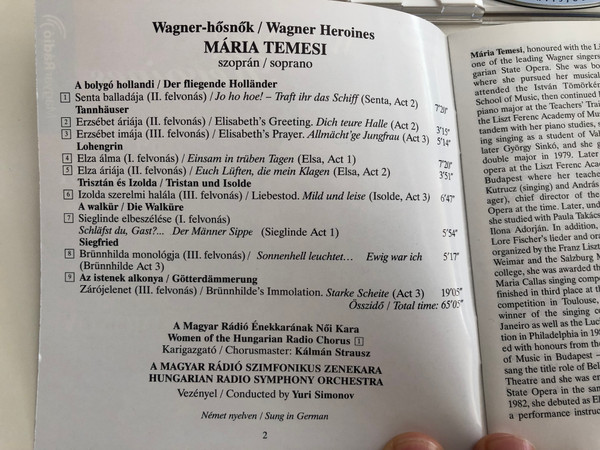 Wagner-hősnők / Wagner Heroines
MÁRIA TEMESI
szoprán / soprano
A bolygó hollandi / Der fliegende Holländer
1 Senta balladája (II. felvonás) / Jo ho hoe! – Traft ihr das Schiff (Senta, Act 2) 7'20"
Tannhäuser
2 Erzsébet áriája (II. felvonás) / Elisabeth's Greeting. Dich teure Halle (Act 2) 3'15"
3 Erzsébet imája (III. felvonás) / Elisabeth's Prayer. Allmächt'ge Jungfrau (Act 3) 5'14"
Lohengrin
4 Elza álma (I. felvonás) / Einsam in trüben Tagen (Elsa, Act 1) 7'20"
5 Elza áriája (II. felvonás) / Euch Lüften, die mein Klagen (Elsa, Act 2) 3'51"
Trisztán és Izolda / Tristan und Isolde
6 Izolda szerelmi halála (III. felvonás) / Liebestod. Mild und leise (Isolde, Act 3) 6'47"
A walkür / Die Walküre
7 Sieglinde elbeszélése (I. felvonás)
Schläfst du, Gast?... Der Männer Sippe (Sieglinde Act 1) 5'54"
Siegfried
8 Brünnhilda monológja (III. felvonás) / Sonnenhell leuchtet… Ewig war ich 5'17"
(Brünnhilde Act 3)
9 Az istenek alkonya / Götterdämmerung
Zárójelenet (III. felvonás) / Brünnhilde's Immolation. Starke Scheite (Act 3) 19'05"
Összidő / Total time: 65'05"
A Magyar Rádió Énekkarának Női Kara
Women of the Hungarian Radio Chorus 1
Karigazgató / Chorusmaster: Kálmán Strausz
A MAGYAR RÁDIÓ SZIMFONIKUS ZENEKARA
HUNGARIAN RADIO SYMPHONY ORCHESTRA
Vezényel / Conducted by Yuri Simonov
Német nyelven / Sung in German
2
Mária Temesi, honoured with the Li
one of the leading Wagner singers
garian State Opera. She was bo
where she pursued her musical
attended the István Tömörkén
School of Music, then continued h
piano major at the Teachers' Trai
the Liszt Ferenc Academy of Mus
tandem with her piano studies, s
ing singing as a student of Val
later György Sinkó, and she g
double major in 1979. Later
opera at the Liszt Ferenc Acade
Budapest where her teache
Kutrucz (singing) and András
ager), chief director of the
Opera at the time. Later, und
she studied with Paula Takács
Ilona Adorján. In addition,
Lore Fischer's lieder and or
organized by the Franz Liszt
Weimar and the Salzburg M
college, she was awarded th
Maria Callas singing compe
finished in third place at th
competition in Toulouse,
winner of the singing co
Janeiro as well as the Luci
tion in Philadelphia in 19
ed with honours from the
of Music in Budapest –
sang the title role of Bel
Theatre and she was en
State Opera in the sam
1982, she debuted as El
a performance instruc